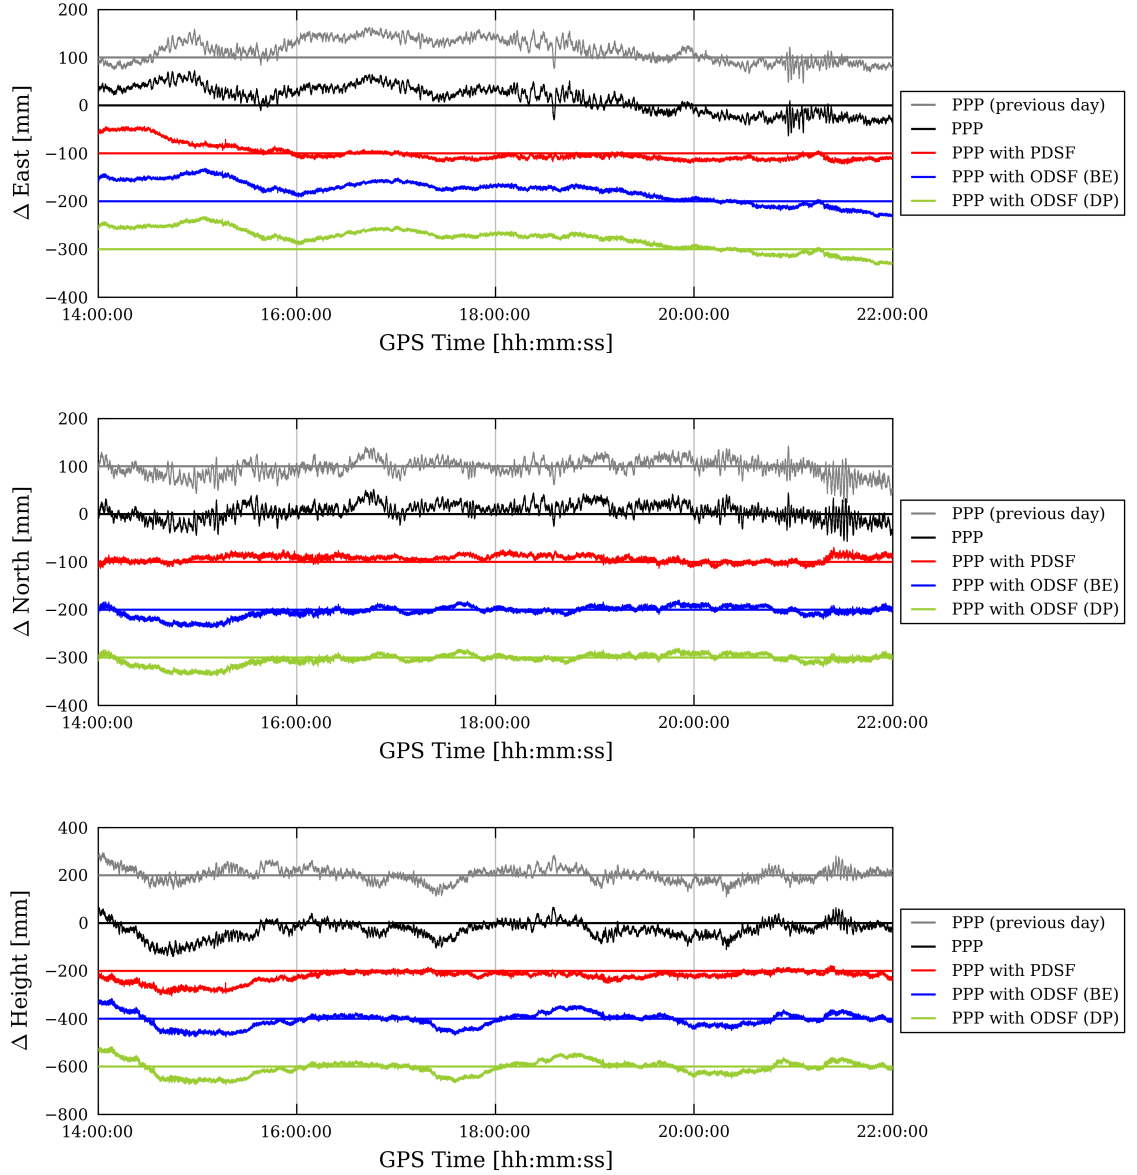 200
100
0
−100
−200
−300
−400
Δ East [mm]
14:00:00 16:00:00 18:00:00 20:00:00 22:00:00
GPS Time [hh:mm:ss]
PPP (previous day)
PPP
PPP with PDSF
PPP with ODSF (BE)
PPP with ODSF (DP)
200
100
0
−100
−200
−300
−400
Δ North [mm]
14:00:00 16:00:00 18:00:00 20:00:00 22:00:00
GPS Time [hh:mm:ss]
PPP (previous day)
PPP
PPP with PDSF
PPP with ODSF (BE)
PPP with ODSF (DP)
400
200
0
−200
−400
−600
−800
Δ Height [mm]
14:00:00 16:00:00 18:00:00 20:00:00 22:00:00
GPS Time [hh:mm:ss]
PPP (previous day)
PPP
PPP with PDSF
PPP with ODSF (BE)
PPP with ODSF (DP)